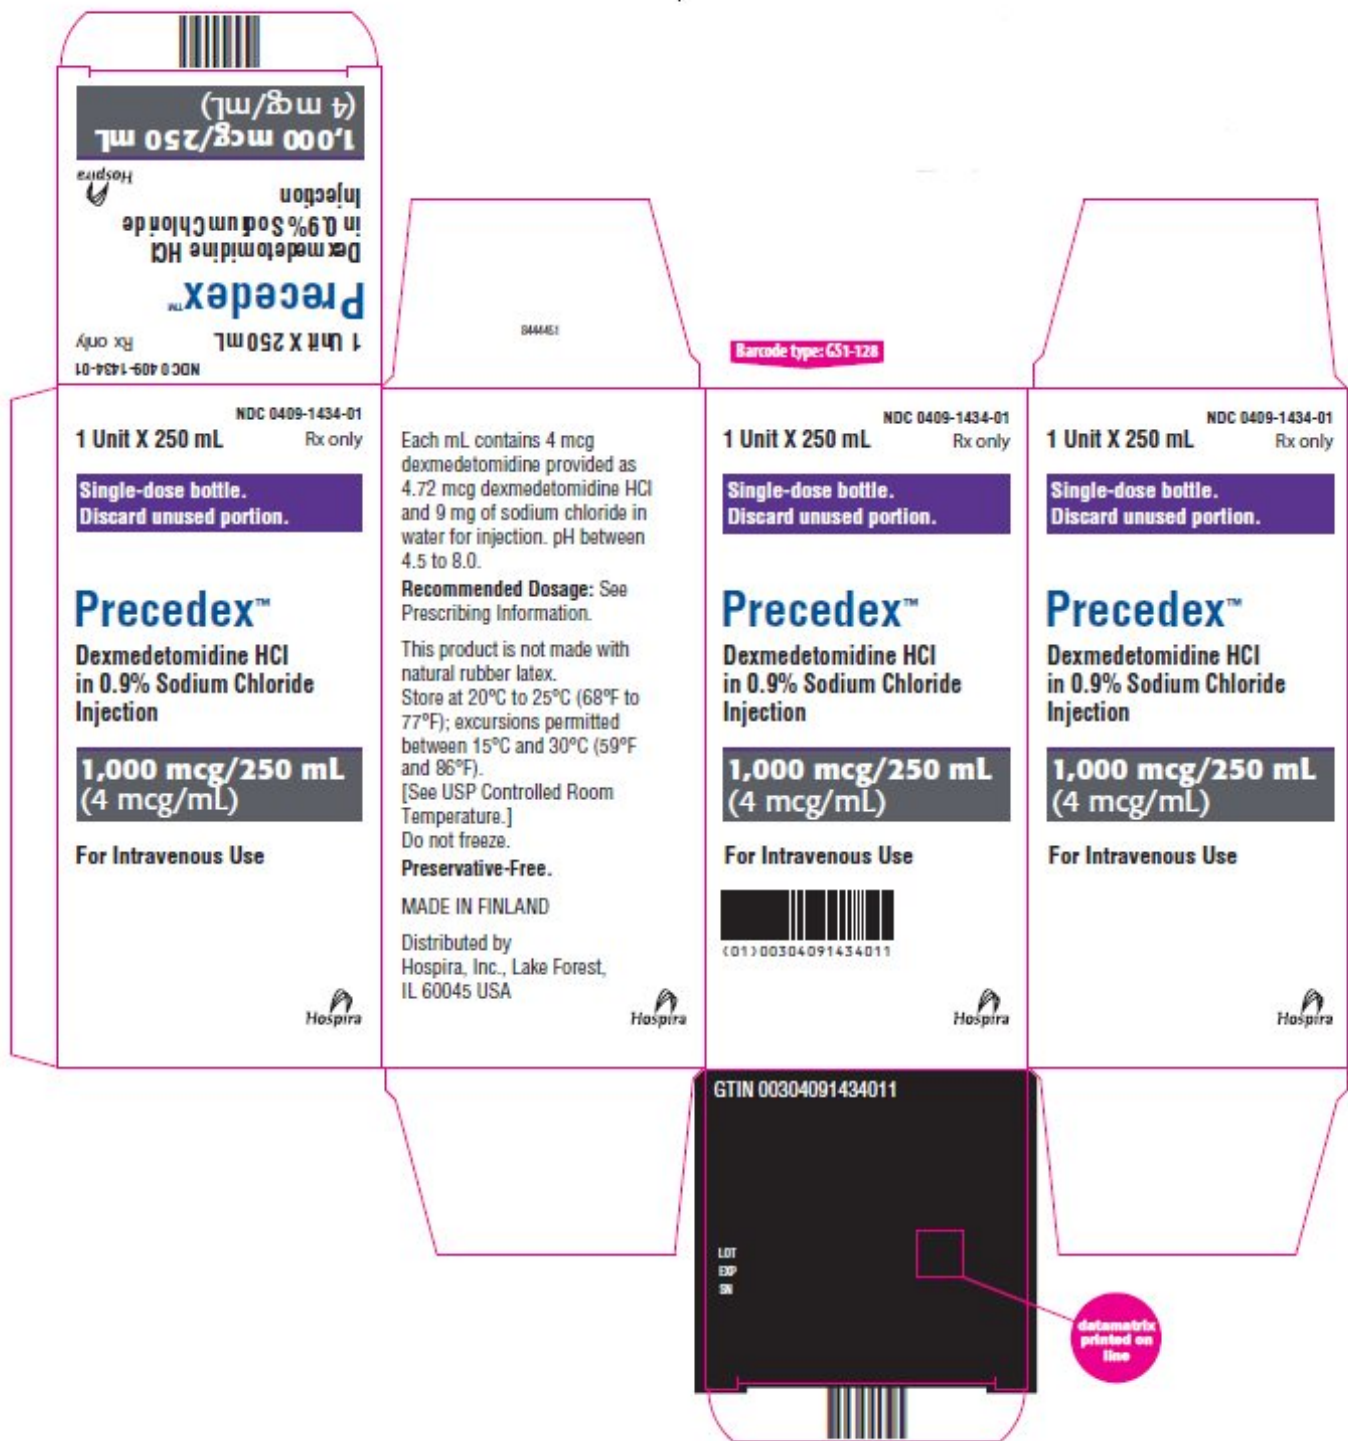 1,000 mcg/250 mL
(4 mcg/mL)
Hospira
Dexmedetomidine HCl
in 0.9% Sodium Chloride
Injection
Precedex™
1 Unit X 250 mL
Rx only
NDC 0409-1434-01
8444451
Barcode type: GS1-128
NDC 0409-1434-01
1 Unit X 250 mL
Rx only
Single-dose bottle.
Discard unused portion.
Precedex™
Dexmedetomidine HCl
in 0.9% Sodium Chloride
Injection
1,000 mcg/250 mL
(4 mcg/mL)
For Intravenous Use
Hospira
Each mL contains 4 mcg
dexmedetomidine provided as
4.72 mcg dexmedetomidine HCl
and 9 mg of sodium chloride in
water for injection. pH between
4.5 to 8.0.
Recommended Dosage: See
Prescribing Information.
This product is not made with
natural rubber latex.
Store at 20°C to 25°C (68°F to
77°F); excursions permitted
between 15°C and 30°C (59°F
and 86°F).
[See USP Controlled Room
Temperature.]
Do not freeze.
Preservative-Free.
MADE IN FINLAND
Distributed by
Hospira, Inc., Lake Forest,
IL 60045 USA
Hospira
NDC 0409-1434-01
1 Unit X 250 mL
Rx only
Single-dose bottle.
Discard unused portion.
Precedex™
Dexmedetomidine HCl
in 0.9% Sodium Chloride
Injection
1,000 mcg/250 mL
(4 mcg/mL)
For Intravenous Use
(01)00304091434011
Hospira
NDC 0409-1434-01
1 Unit X 250 mL
Rx only
Single-dose bottle.
Discard unused portion.
Precedex™
Dexmedetomidine HCl
in 0.9% Sodium Chloride
Injection
1,000 mcg/250 mL
(4 mcg/mL)
For Intravenous Use
Hospira
GTIN 00304091434011
LOT
EXP
SN
datamatrix
printed on
line